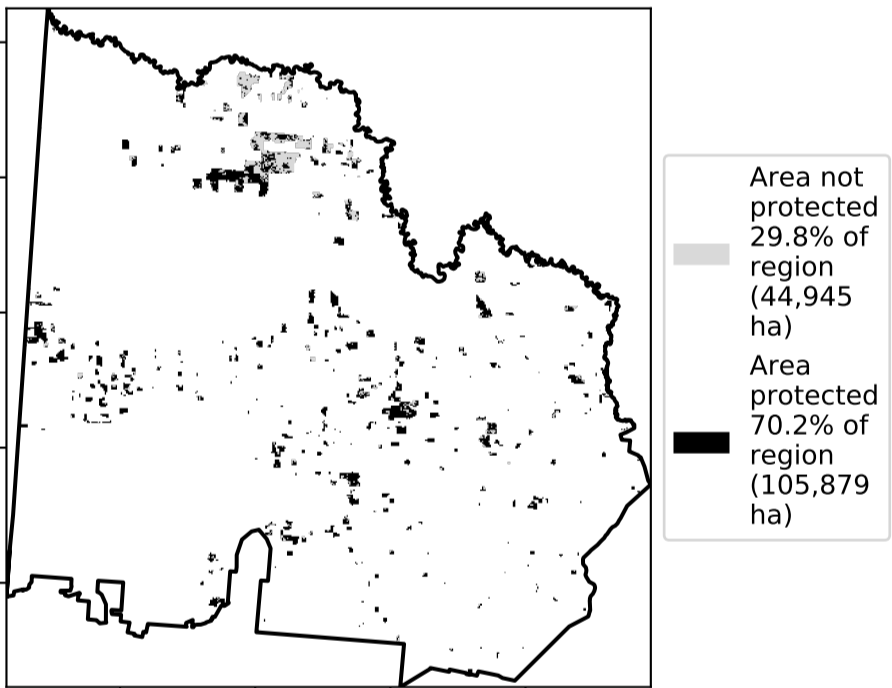 Area not
protected
29.8% of
region
(44,945
ha)
Area
protected
70.2% of
region
(105,879
ha)